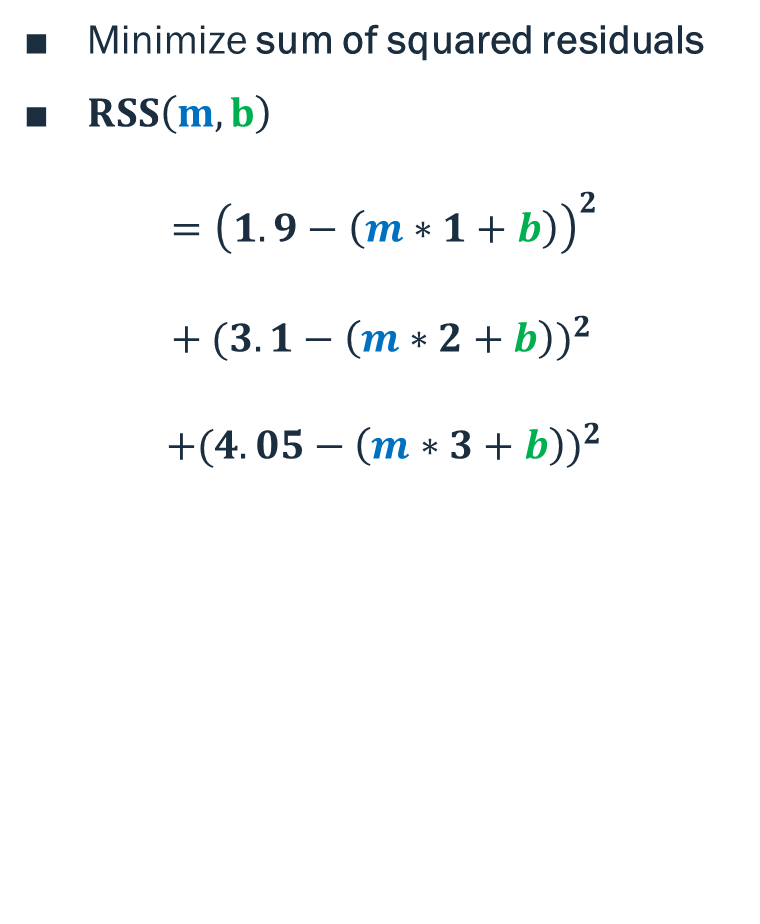 ▪ Minimize sum of squared residuals
▪ RSS(m, b)
= (1.9 − (m ∗ 1 + b))²
+ (3.1 − (m ∗ 2 + b))²
+(4.05 − (m ∗ 3 + b))²